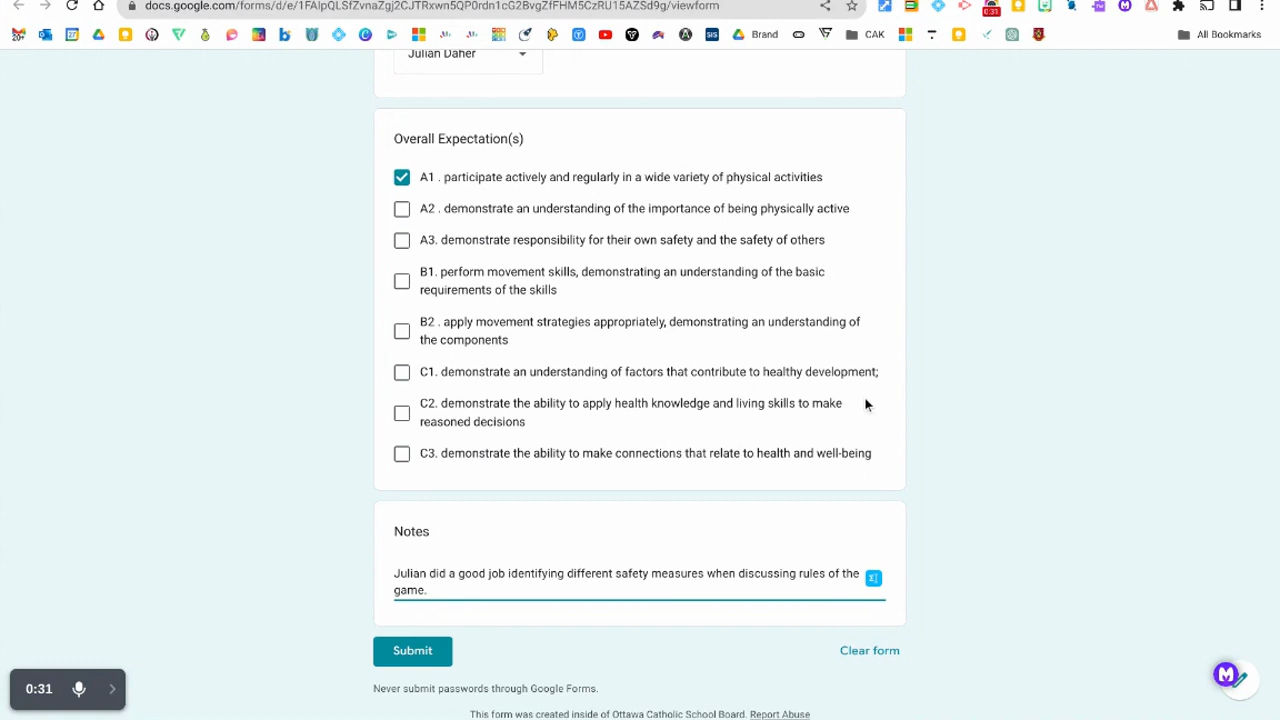 docs.google.com/forms/d/e/1FAIpQLSfZvnaZgj2CJTRxwn5QP0rdn1cG2BvgZfFHM5CzRU15AZSd9g/viewform
0:31
SIS
Brand
CAK
All Bookmarks
Julian Daher
Overall Expectation(s)
A1 . participate actively and regularly in a wide variety of physical activities
A2 . demonstrate an understanding of the importance of being physically active
A3. demonstrate responsibility for their own safety and the safety of others
B1. perform movement skills, demonstrating an understanding of the basic
requirements of the skills
B2 . apply movement strategies appropriately, demonstrating an understanding of
the components
C1. demonstrate an understanding of factors that contribute to healthy development;
C2. demonstrate the ability to apply health knowledge and living skills to make
reasoned decisions
C3. demonstrate the ability to make connections that relate to health and well-being
Notes
Julian did a good job identifying different safety measures when discussing rules of the
game.
Submit
Clear form
0:31
Never submit passwords through Google Forms.
This form was created inside of Ottawa Catholic School Board. Report Abuse